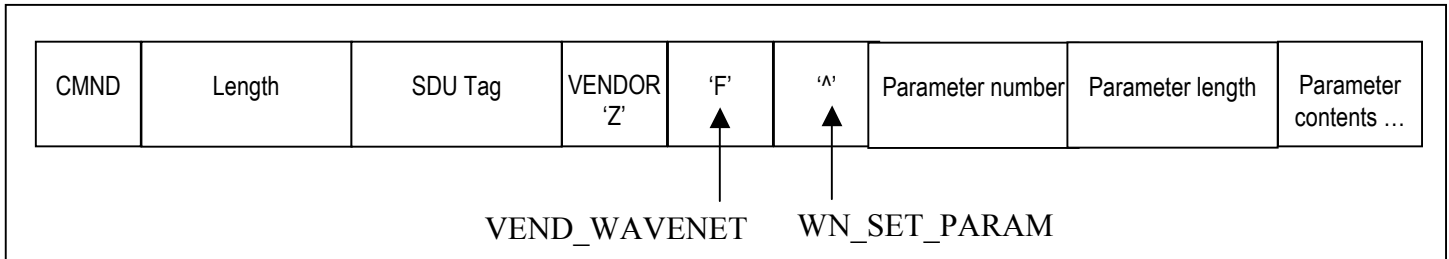 CMND Length SDU Tag VENDOR ‘Z’ ‘F’ ‘^’ Parameter number Parameter length Parameter contents …
VEND_WAVENET WN_SET_PARAM